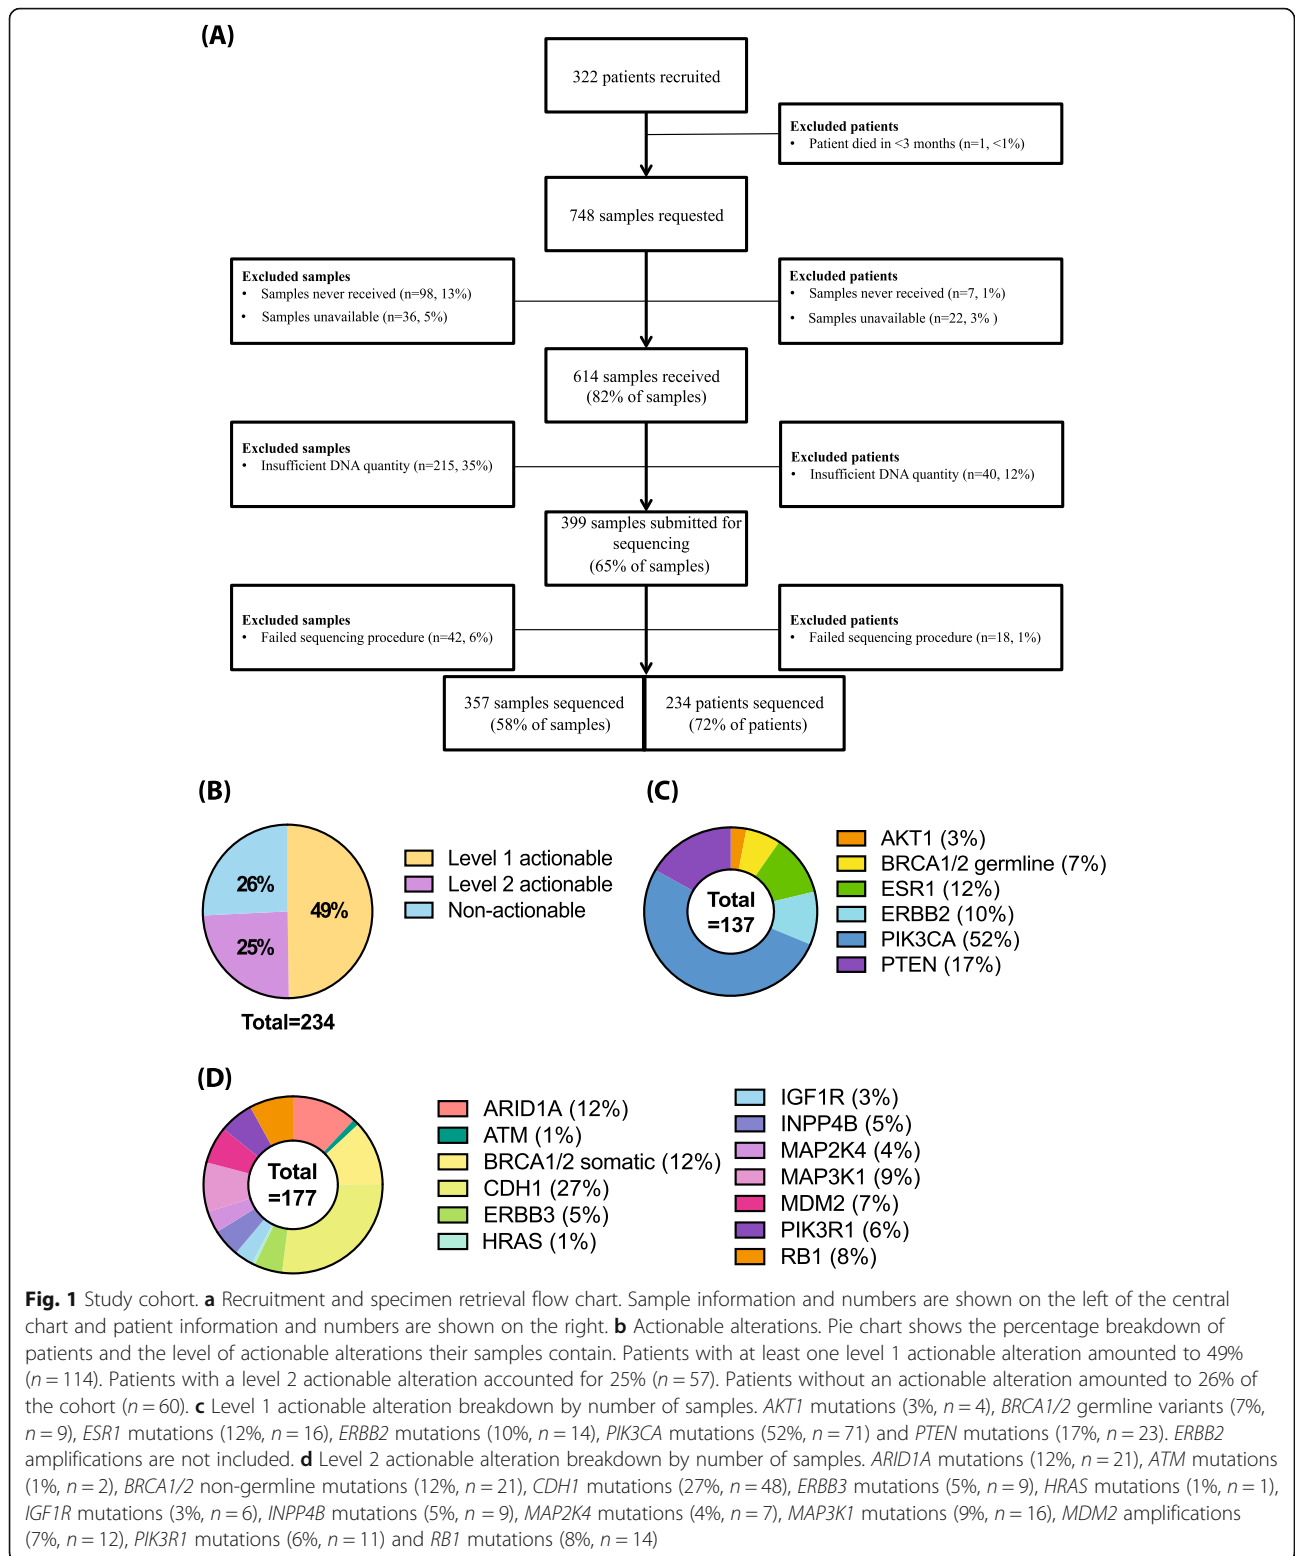 (A)
322 patients recruited
Excluded patients
• Patient died in <3 months (n=1, <1%)
748 samples requested
Excluded samples
• Samples never received (n=98, 13%)
• Samples unavailable (n=36, 5%)
Excluded patients
• Samples never received (n=7, 1%)
• Samples unavailable (n=22, 3% )
614 samples received
(82% of samples)
Excluded samples
• Insufficient DNA quantity (n=215, 35%)
Excluded patients
• Insufficient DNA quantity (n=40, 12%)
399 samples submitted for
sequencing
(65% of samples)
Excluded samples
• Failed sequencing procedure (n=42, 6%)
Excluded patients
• Failed sequencing procedure (n=18, 1%)
357 samples sequenced
(58% of samples)
234 patients sequenced
(72% of patients)
(B)
26%
49%
25%
Total=234
Level 1 actionable
Level 2 actionable
Non-actionable
(C)
Total
=137
AKT1 (3%)
BRCA1/2 germline (7%)
ESR1 (12%)
ERBB2 (10%)
PIK3CA (52%)
PTEN (17%)
(D)
Total
=177
ARID1A (12%)
ATM (1%)
BRCA1/2 somatic (12%)
CDH1 (27%)
ERBB3 (5%)
HRAS (1%)
IGF1R (3%)
INPP4B (5%)
MAP2K4 (4%)
MAP3K1 (9%)
MDM2 (7%)
PIK3R1 (6%)
RB1 (8%)
Fig. 1 Study cohort. a Recruitment and specimen retrieval flow chart. Sample information and numbers are shown on the left of the central
chart and patient information and numbers are shown on the right. b Actionable alterations. Pie chart shows the percentage breakdown of
patients and the level of actionable alterations their samples contain. Patients with at least one level 1 actionable alteration amounted to 49%
(n = 114). Patients with a level 2 actionable alteration accounted for 25% (n = 57). Patients without an actionable alteration amounted to 26% of
the cohort (n = 60). c Level 1 actionable alteration breakdown by number of samples. AKT1 mutations (3%, n = 4), BRCA1/2 germline variants (7%,
n = 9), ESR1 mutations (12%, n = 16), ERBB2 mutations (10%, n = 14), PIK3CA mutations (52%, n = 71) and PTEN mutations (17%, n = 23). ERBB2
amplifications are not included. d Level 2 actionable alteration breakdown by number of samples. ARID1A mutations (12%, n = 21), ATM mutations
(1%, n = 2), BRCA1/2 non-germline mutations (12%, n = 21), CDH1 mutations (27%, n = 48), ERBB3 mutations (5%, n = 9), HRAS mutations (1%, n = 1),
IGF1R mutations (3%, n = 6), INPP4B mutations (5%, n = 9), MAP2K4 mutations (4%, n = 7), MAP3K1 mutations (9%, n = 16), MDM2 amplifications
(7%, n = 12), PIK3R1 mutations (6%, n = 11) and RB1 mutations (8%, n = 14)